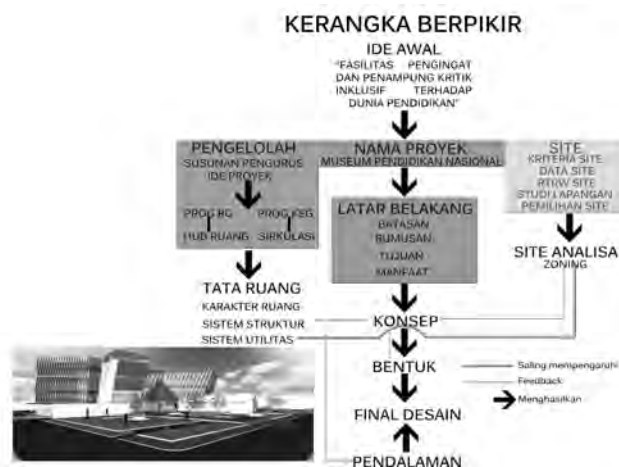 KERANGKA BERPIKIR
IDE AWAL
"FASILITAS PENGINGAT
DAN PENAMPUNG KRITIK
INKLUSIF TERHADAP
DUNIA PENDIDIKAN"
PENGELOLAH
SUSUNAN PENGURUS
IDE PROYEK
PROG RG PROG KEG
HUB RUANG SIRKULASI
NAMA PROYEK
MUSEUM PENDIDIKAN NASIONAL
SITE
KRITERIA SITE
DATA SITE
RTRW SITE
STUDI LAPANGAN
PEMILIHAN SITE
LATAR BELAKANG
BATASAN
RUMUSAN
TUJUAN
MANFAAT
SITE ANALISA
ZONING
TATA RUANG
KARAKTER RUANG
SISTEM STRUKTUR
SISTEM UTILITAS
KONSEP
BENTUK
FINAL DESAIN
PENDALAMAN
Saling mempengaruhi
Feedback
Menghasilkan